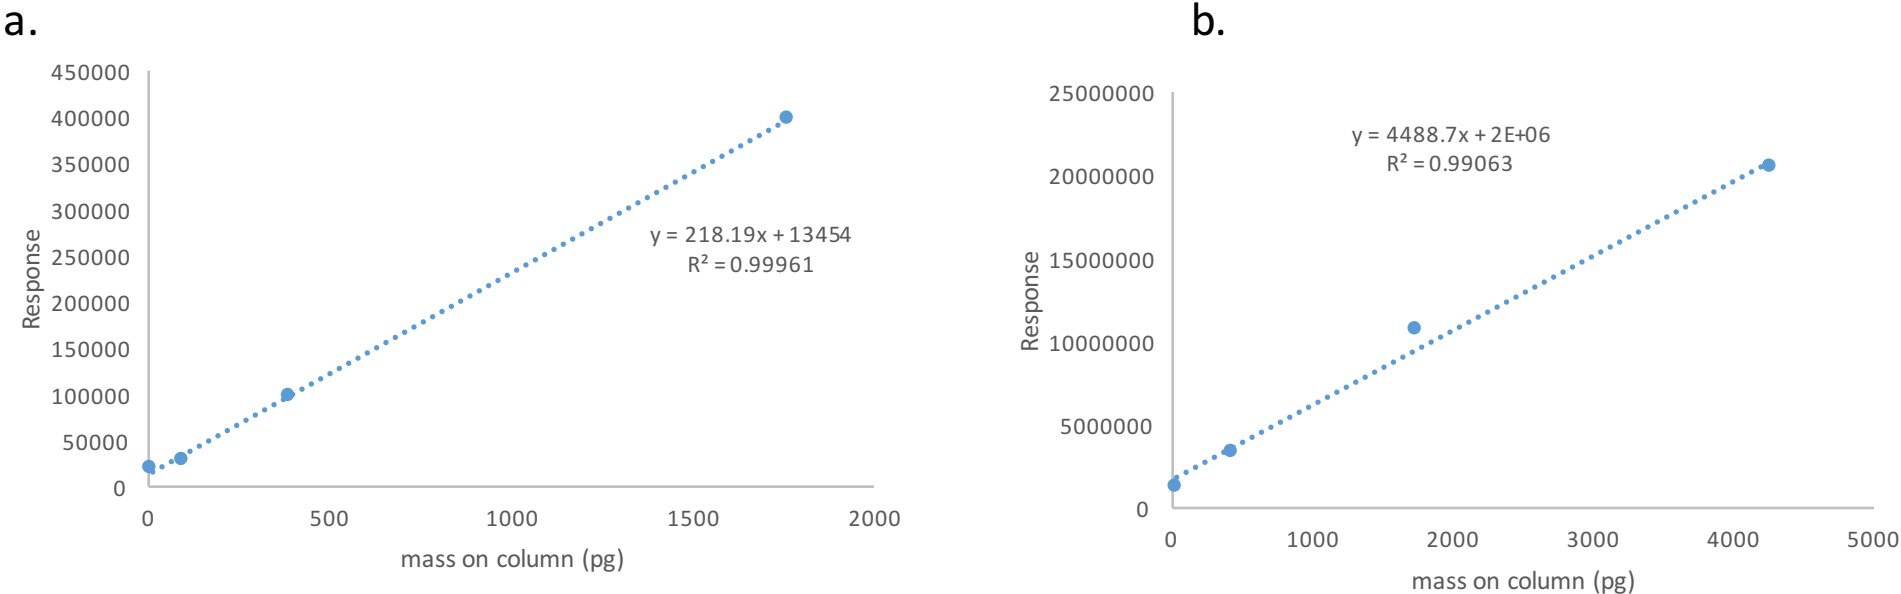 a.
450000
400000
350000
300000
250000
200000
150000
100000
50000
0
Response
y = 218.19x + 13454
R² = 0.99961
0 500 1000 1500 2000
mass on column (pg)
b.
25000000
20000000
15000000
10000000
5000000
0
Response
y = 4488.7x + 2E+06
R² = 0.99063
0 1000 2000 3000 4000 5000
mass on column (pg)